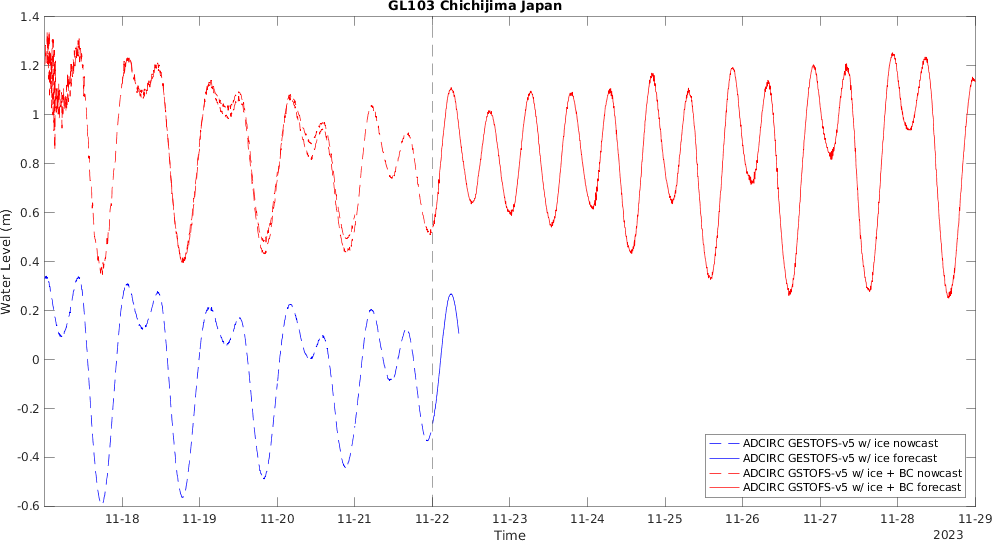 GL103 Chichijima Japan
1.4
1.2
1
0.8
0.6
0.4
0.2
0
-0.2
-0.4
-0.6
Water Level (m)
ADCIRC GESTOFS-v5 w/ ice nowcast
ADCIRC GESTOFS-v5 w/ ice forecast
ADCIRC GSTOFS-v5 w/ ice + BC nowcast
ADCIRC GSTOFS-v5 w/ ice + BC forecast
11-18 11-19 11-20 11-21 11-22 11-23 11-24 11-25 11-26 11-27 11-28 11-29
Time
2023